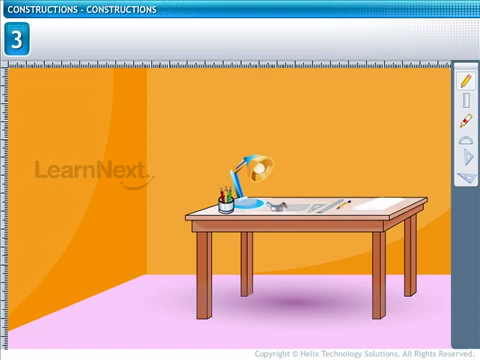 CONSTRUCTIONS - CONSTRUCTIONS
3
LearnNext..
Copyright © Helix Technology Solutions. All Rights Reserved.